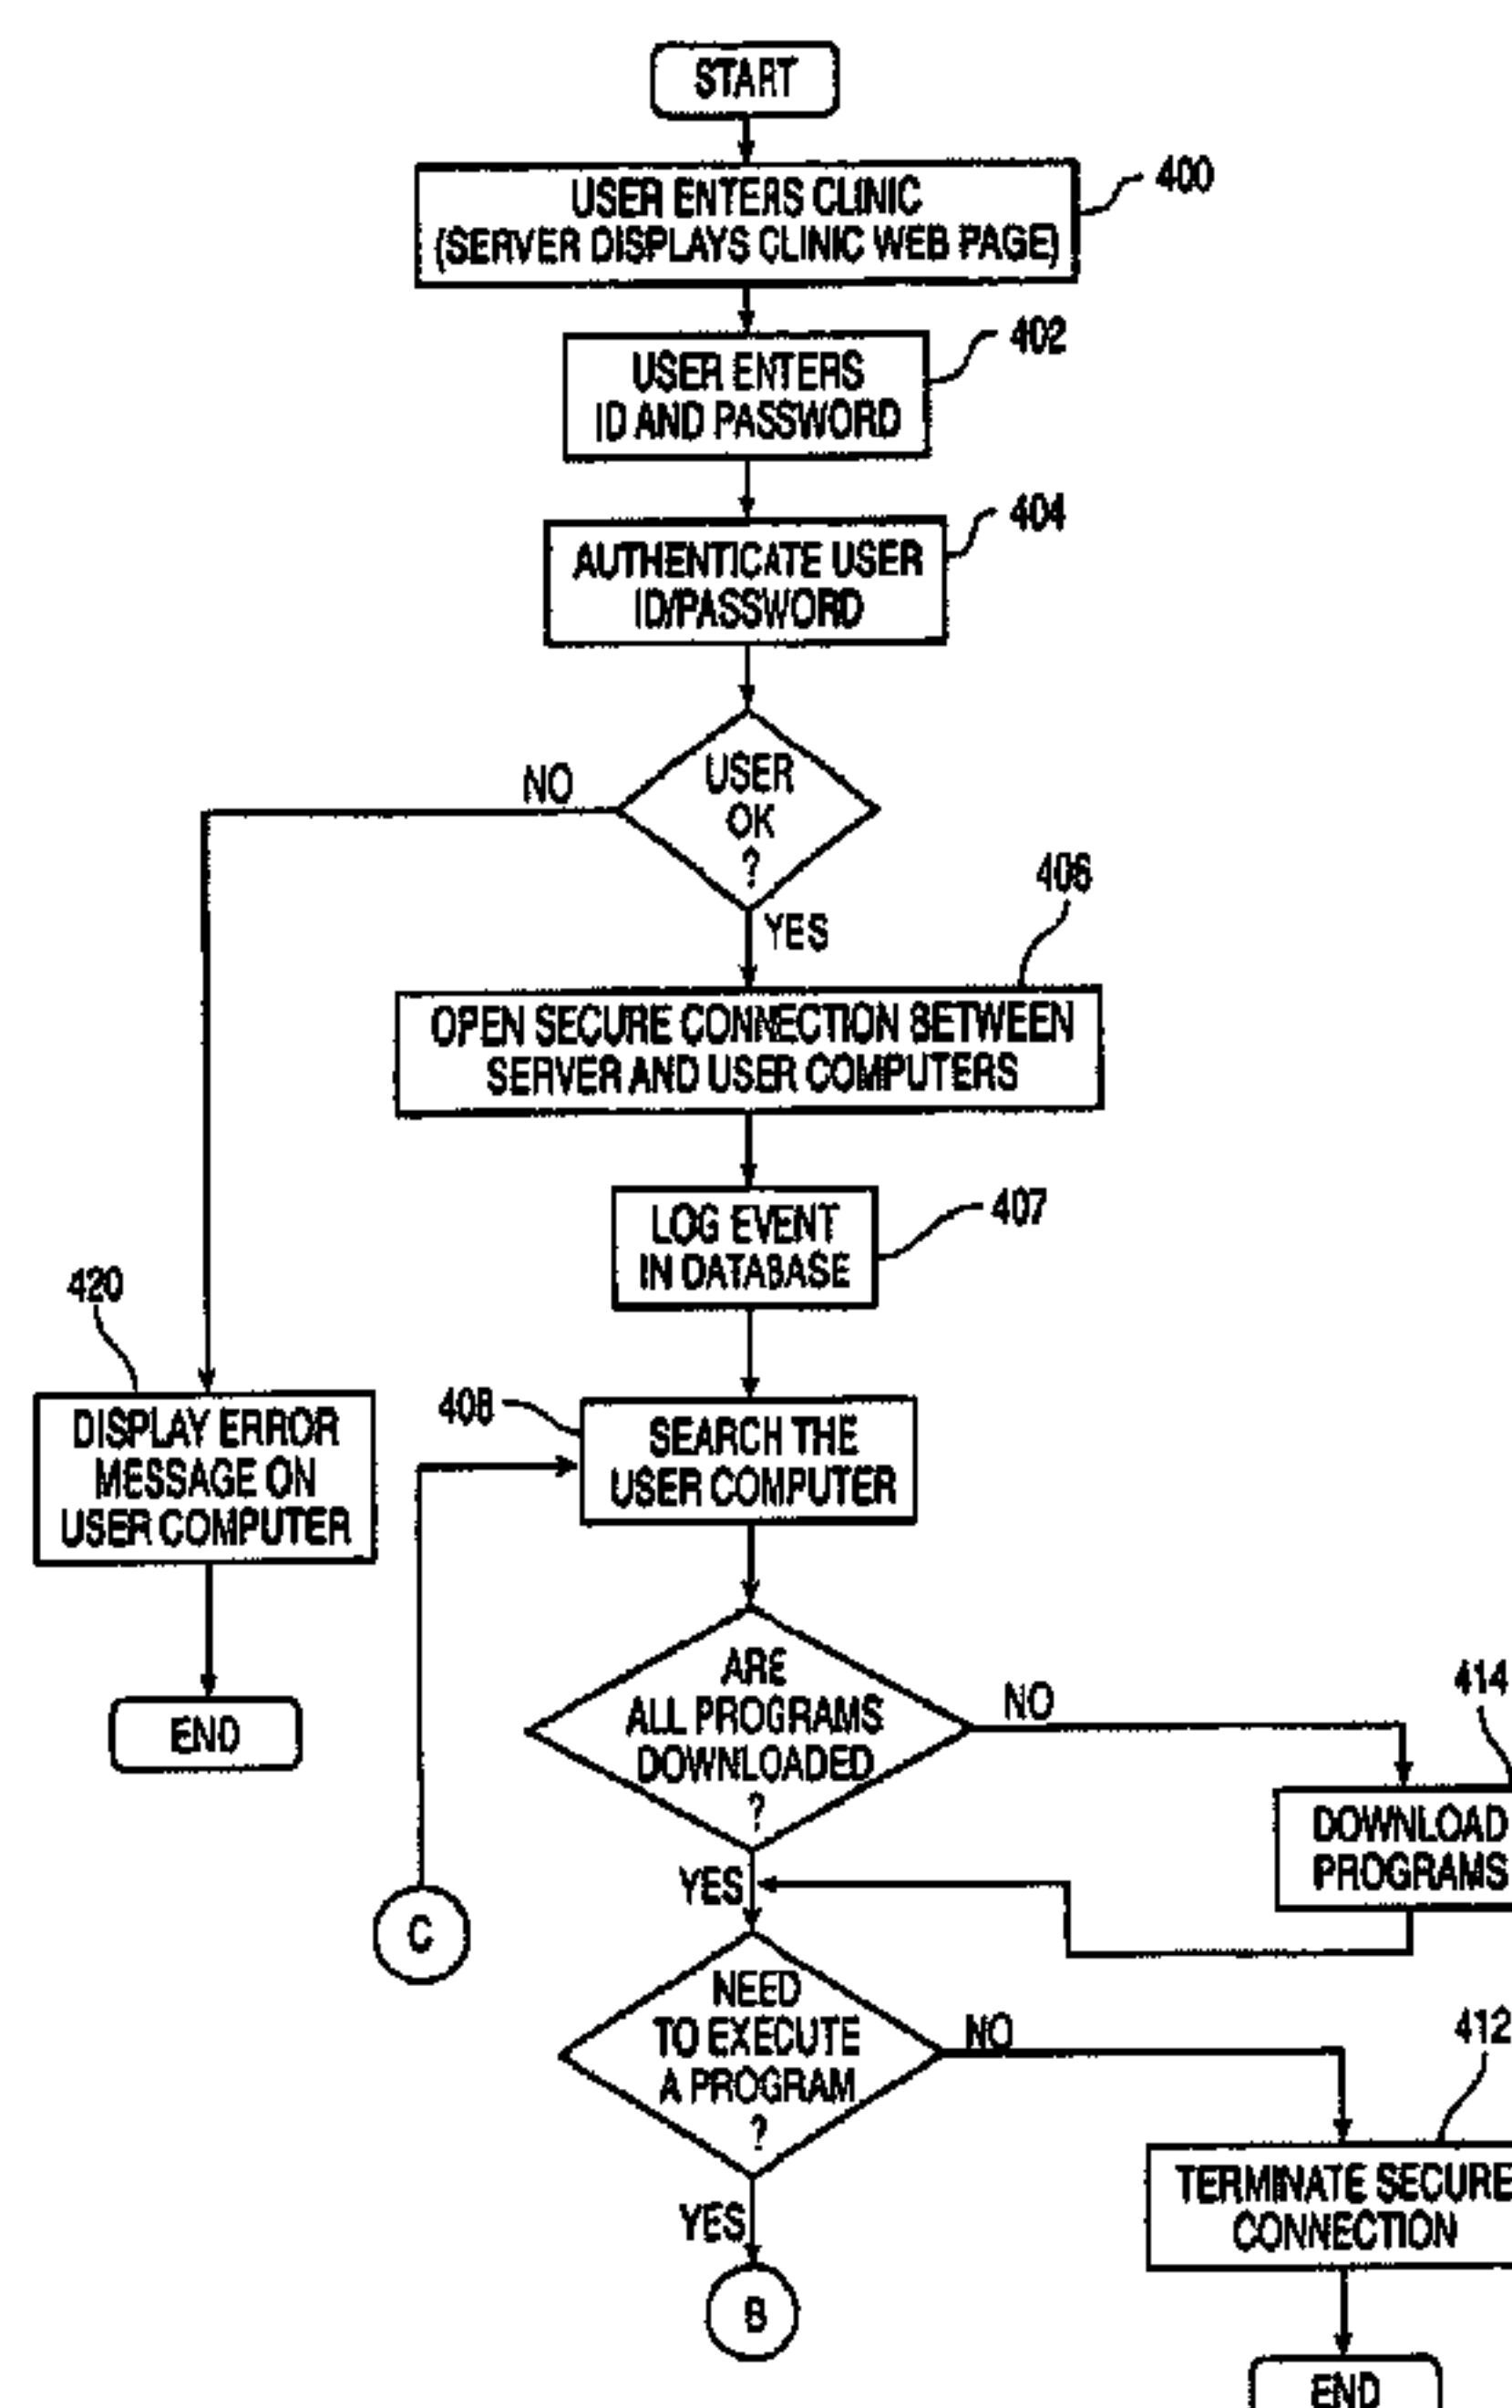 START
USER ENTERS CLINIC
(SERVER DISPLAYS CLINIC WEB PAGE)
400
USER ENTERS
ID AND PASSWORD
402
AUTHENTICATE USER
ID/PASSWORD
404
USER
OK
?
NO
YES
406
OPEN SECURE CONNECTION BETWEEN
SERVER AND USER COMPUTERS
LOG EVENT
IN DATABASE
407
420
DISPLAY ERROR
MESSAGE ON
USER COMPUTER
END
408
SEARCH THE
USER COMPUTER
ARE
ALL PROGRAMS
DOWNLOADED
?
NO
414
DOWNLOAD
PROGRAMS
YES
C
NEED
TO EXECUTE
A PROGRAM
?
NO
412
TERMINATE SECURE
CONNECTION
YES
B
END